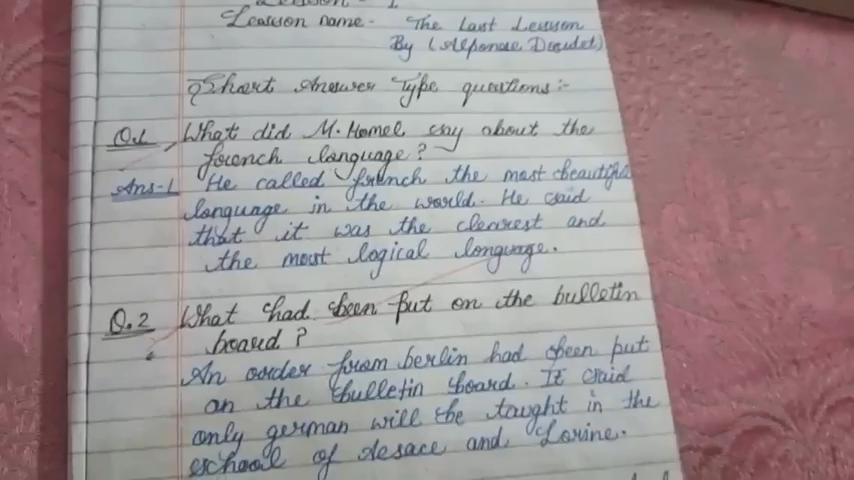 Lesson - 1
Lesson name - The Last Lesson
By (Alponse Daudet)
Short Answer Type questions :-
Q.1 What did M. Hamel say about the
french language?
Ans-1 He called french the most beautiful
language in the world. He said
that it was the clearest and
the most logical language.
Q.2 What had been put on the bulletin
board?
An order from berlin had been put
on the bulletin board. It said
only german will be taught in the
school of Alsace and Lorine.